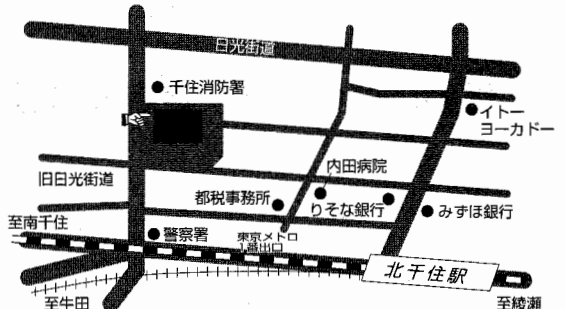 日光街道
千住消防署
イトー
ヨーカドー
内田病院
旧日光街道
都税事務所
りそな銀行
みずほ銀行
至南千住
警察署
東京メトロ
1番出口
北千住駅
至牛田
至綾瀬